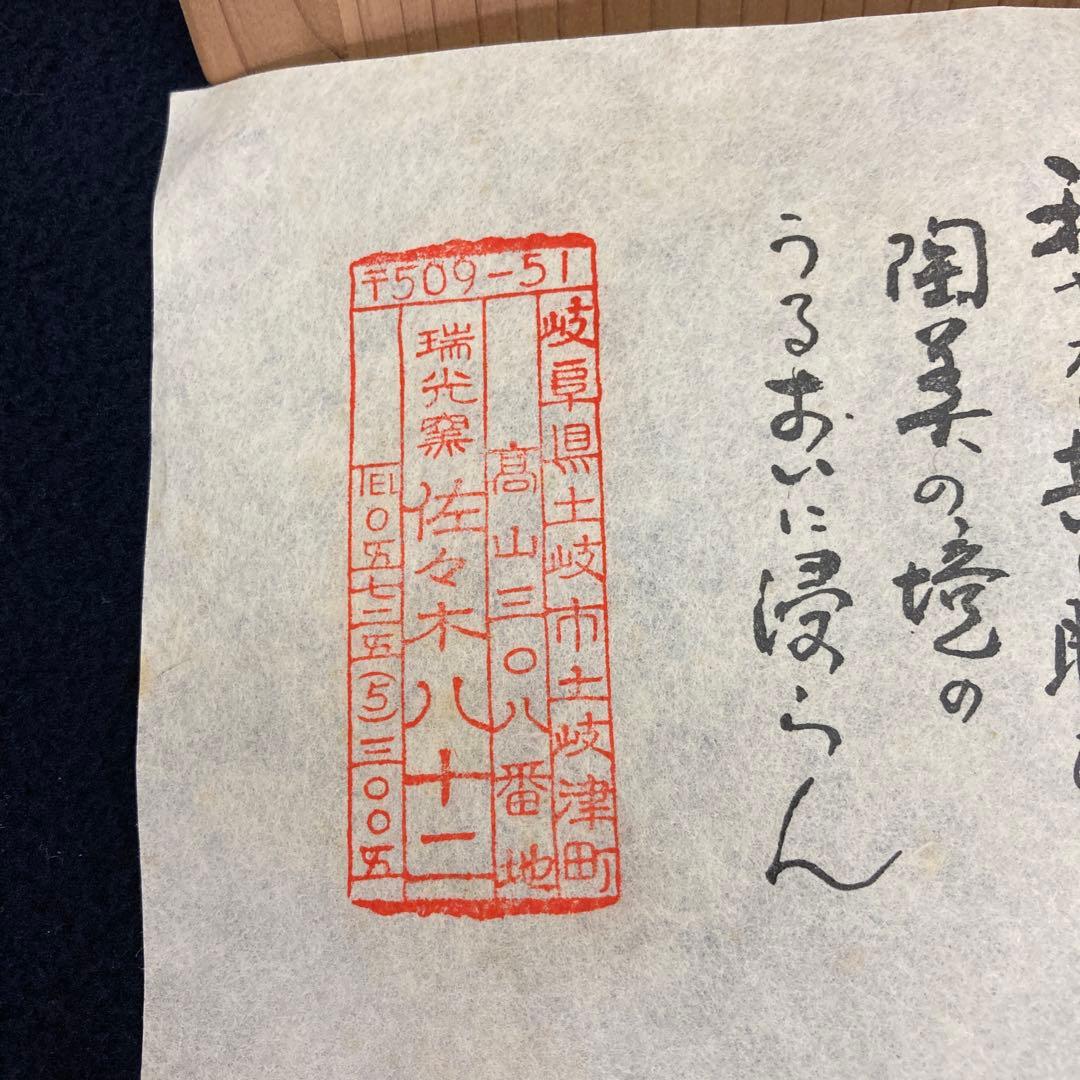 陶美の境の
うるおいに浸らん
〒509-51
岐阜県土岐市土岐津町
髙山三〇八番地
瑞光窯 佐々木八十二
TEL〇五七二五(5)三〇〇五